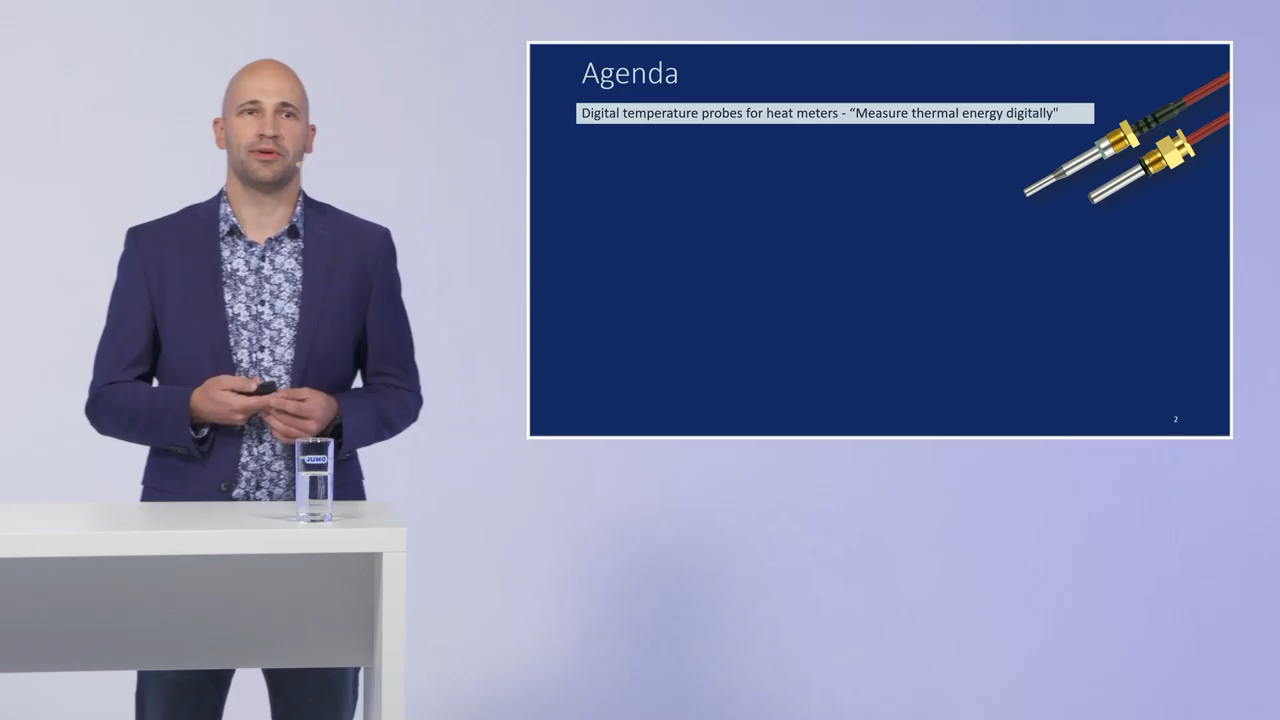 Agenda
Digital temperature probes for heat meters - “Measure thermal energy digitally"
2
JUMO